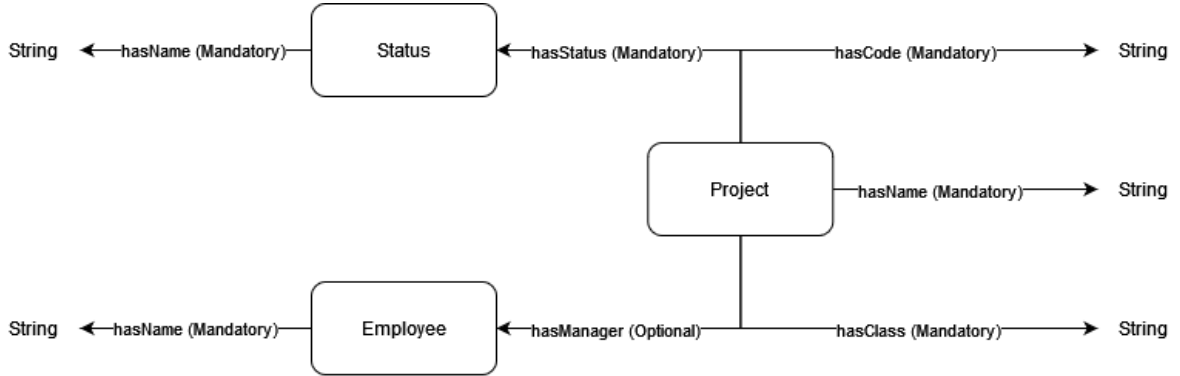 String
hasName (Mandatory)
Status
hasStatus (Mandatory)
hasCode (Mandatory)
String
Project
hasName (Mandatory)
String
String
hasName (Mandatory)
Employee
hasManager (Optional)
hasClass (Mandatory)
String